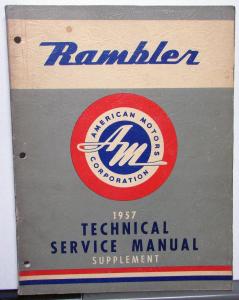 Rambler
AMERICAN MOTORS
AM
CORPORATION
1957
TECHNICAL
SERVICE MANUAL
SUPPLEMENT